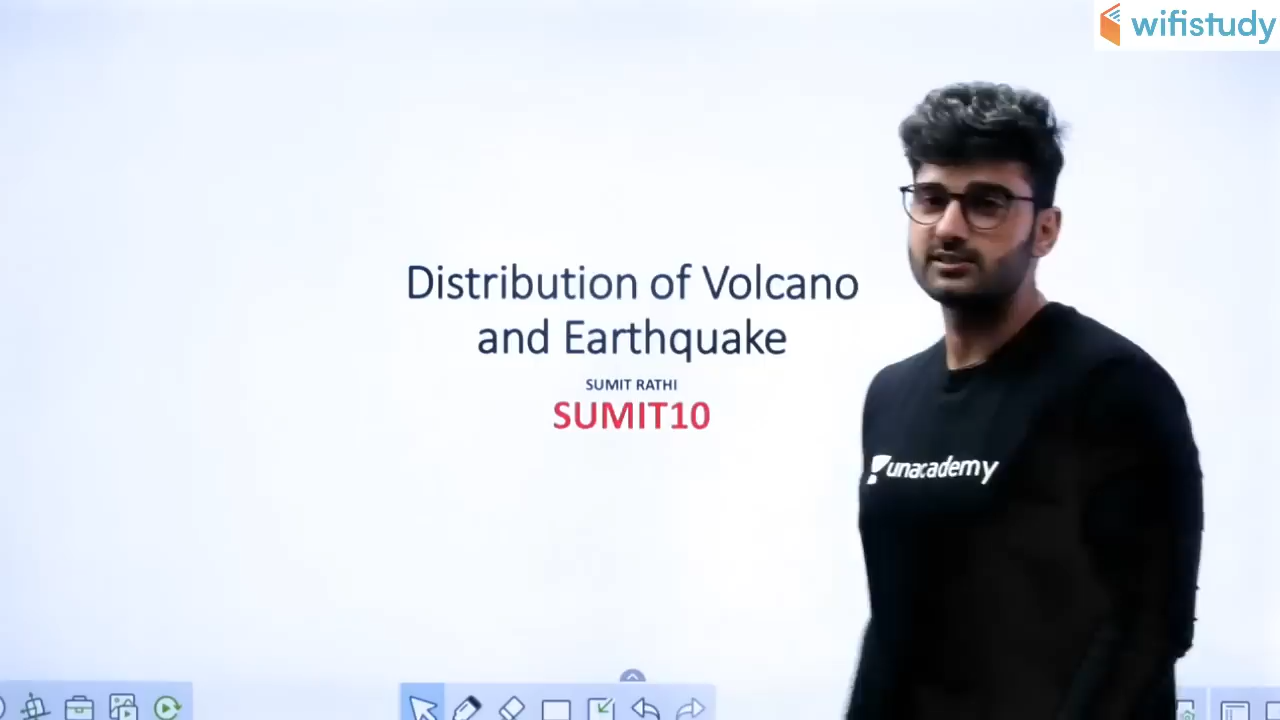 wifistudy
Distribution of Volcano
and Earthquake
SUMIT RATHI
SUMIT10
unacademy